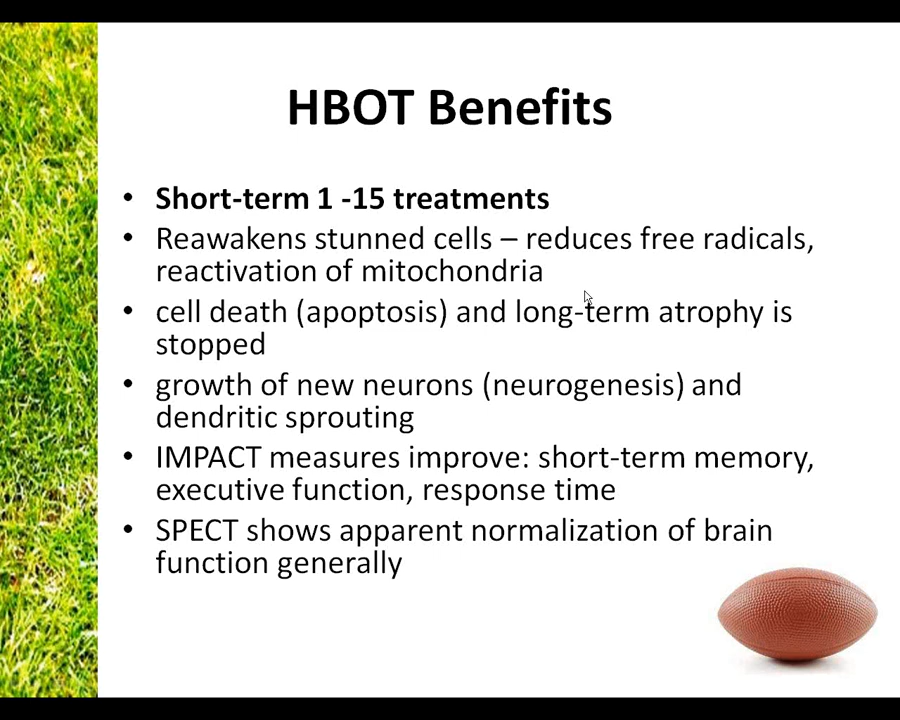 HBOT Benefits
• Short-term 1 -15 treatments
• Reawakens stunned cells – reduces free radicals,
reactivation of mitochondria
• cell death (apoptosis) and long-term atrophy is
stopped
• growth of new neurons (neurogenesis) and
dendritic sprouting
• IMPACT measures improve: short-term memory,
executive function, response time
• SPECT shows apparent normalization of brain
function generally